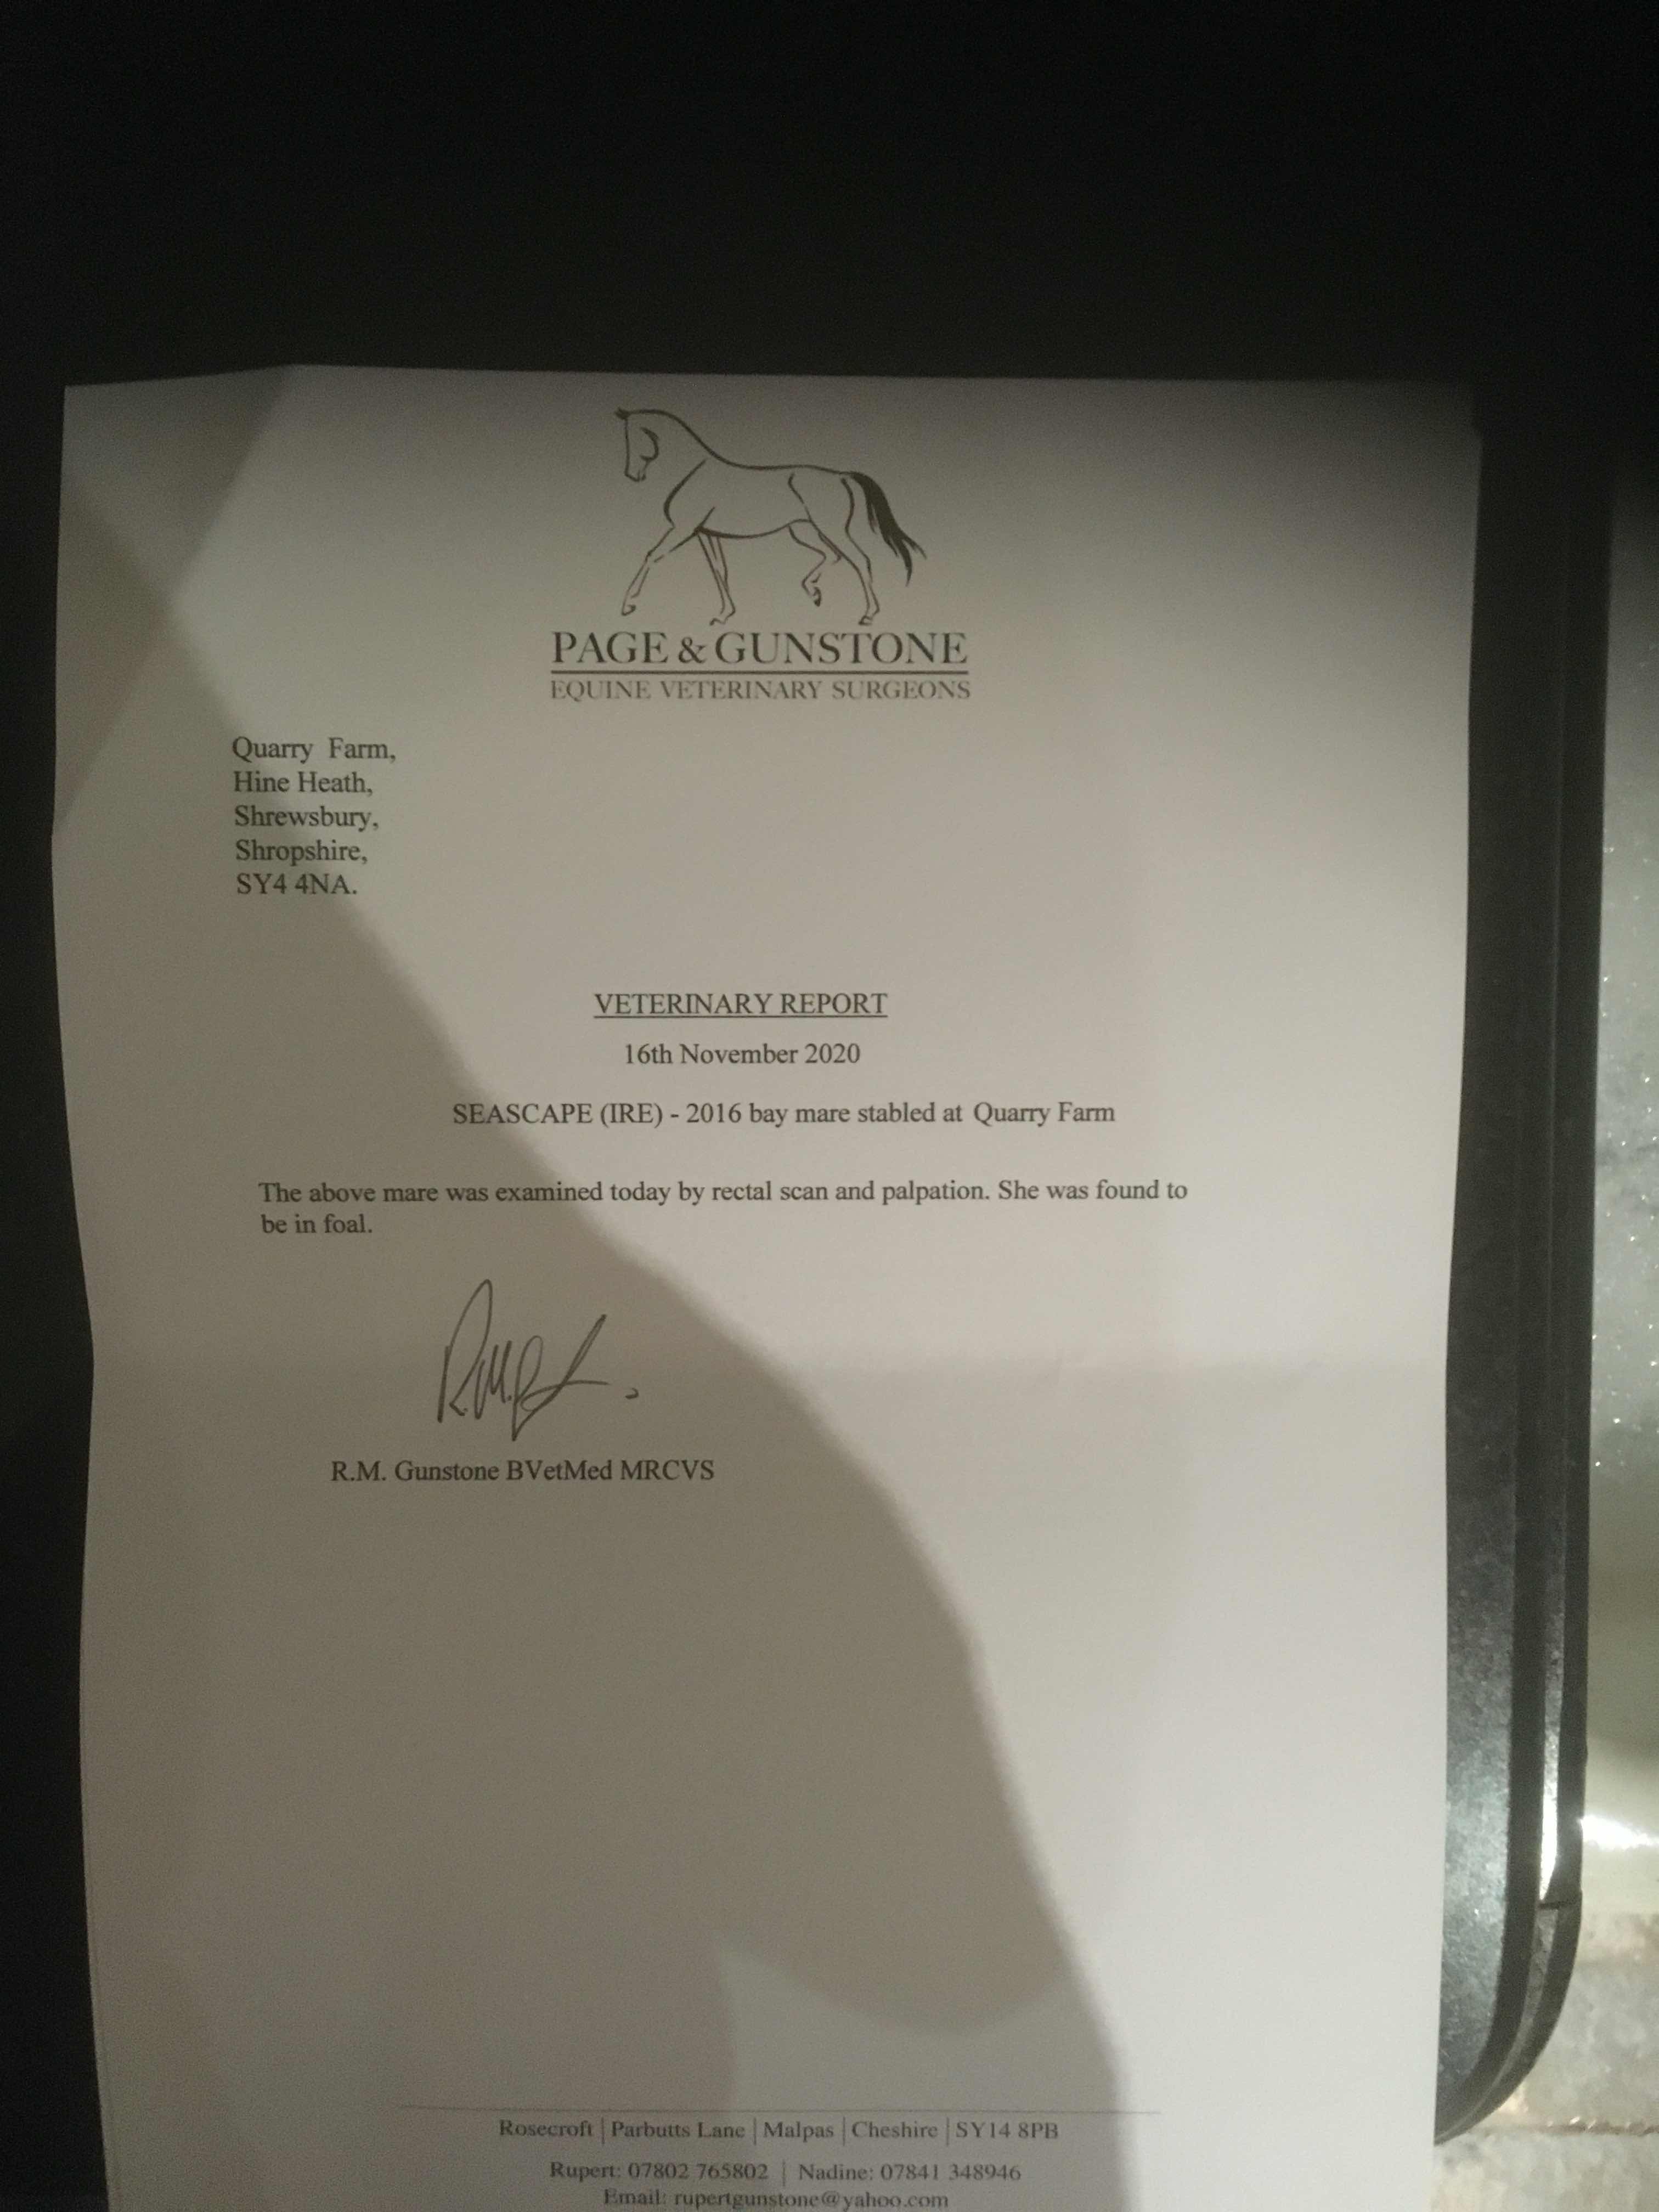 PAGE & GUNSTONE
EQUINE VETERINARY SURGEONS
Quarry Farm,
Hine Heath,
Shrewsbury,
Shropshire,
SY4 4NA.
VETERINARY REPORT
16th November 2020
SEASCAPE (IRE) - 2016 bay mare stabled at Quarry Farm
The above mare was examined today by rectal scan and palpation. She was found to
be in foal.
R.M. Gunstone BVetMed MRCVS
Rosecroft | Parbutts Lane | Malpas | Cheshire | SY14 8PB
Rupert: 07802 765802 | Nadine: 07841 348946
Email: rupertgunstone@yahoo.com